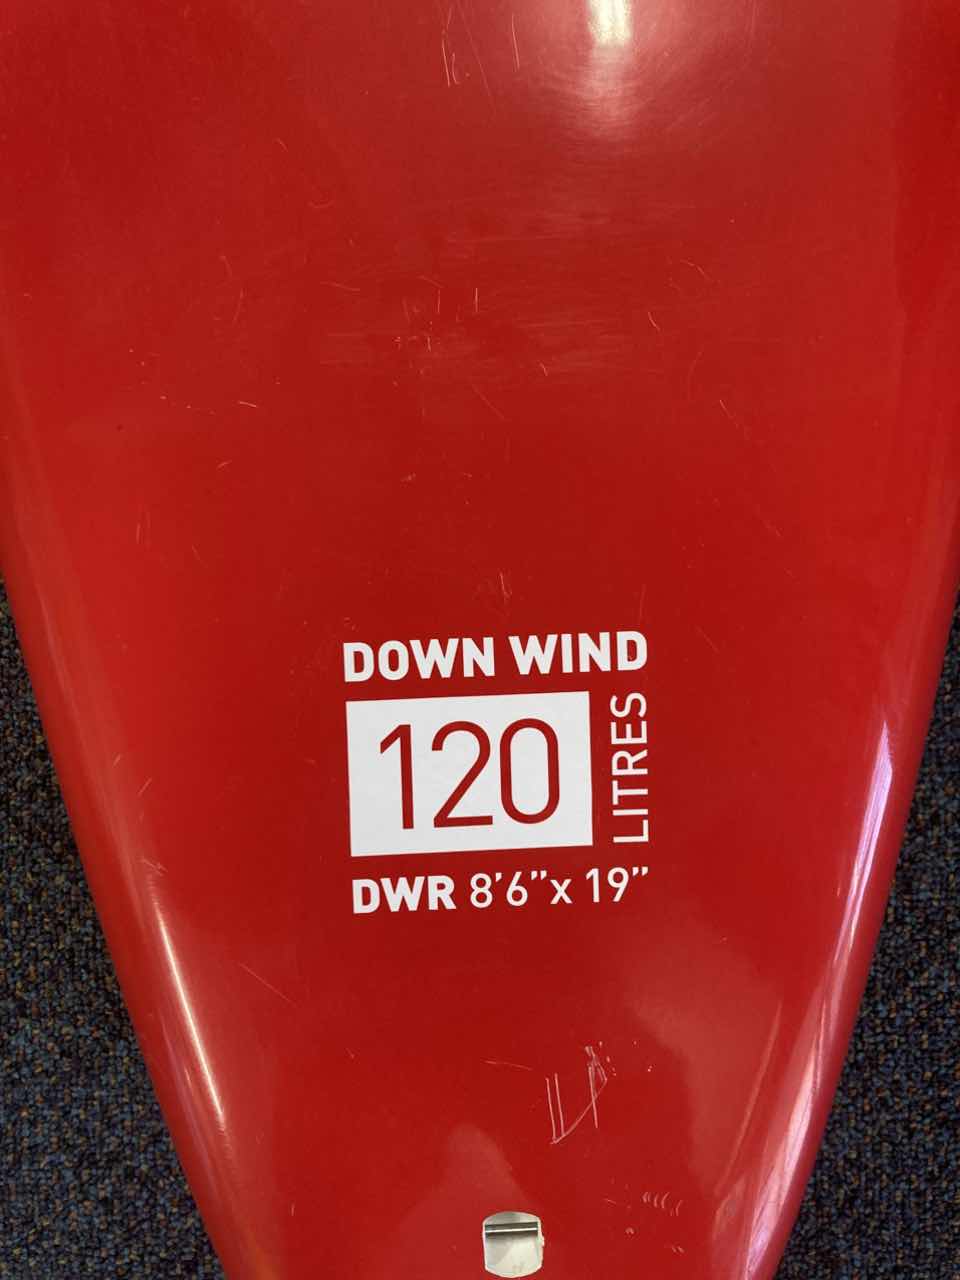 DOWN WIND
120
LITRES
DWR 8'6" x 19"